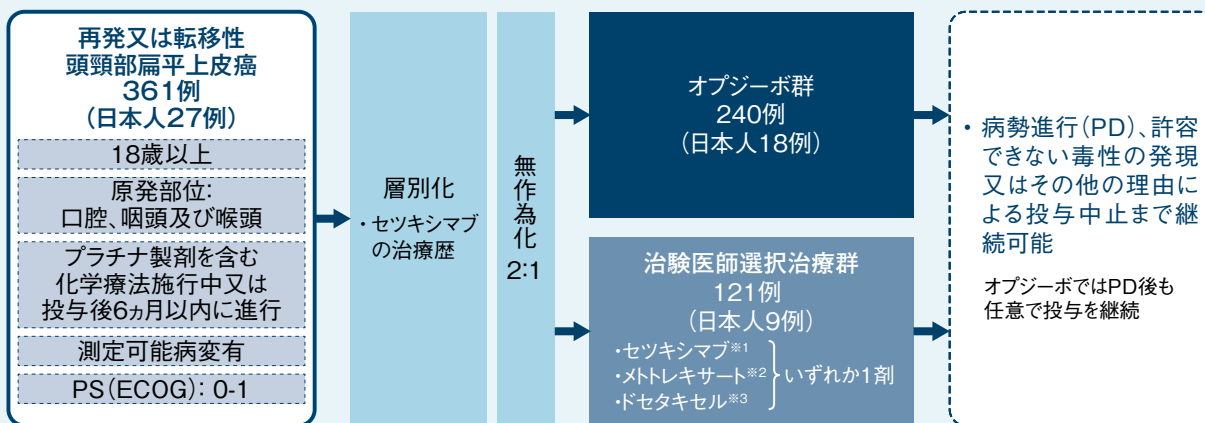 再発又は転移性
頭頸部扁平上皮癌
361例
(日本人27例)
18歳以上
原発部位:
口腔、咽頭及び喉頭
プラチナ製剤を含む
化学療法施行中又は
投与後6ヵ月以内に進行
測定可能病変有
PS(ECOG): 0-1
層別化
・セツキシマブ
の治療歴
無作為化
2:1
オプジーボ群
240例
(日本人18例)
治験医師選択治療群
121例
(日本人9例)
・セツキシマブ※1
・メトトレキサート※2
・ドセタキセル※3
いずれか1剤
・病勢進行(PD)、許容
できない毒性の発現
又はその他の理由に
よる投与中止まで継
続可能
オプジーボではPD後も
任意で投与を継続